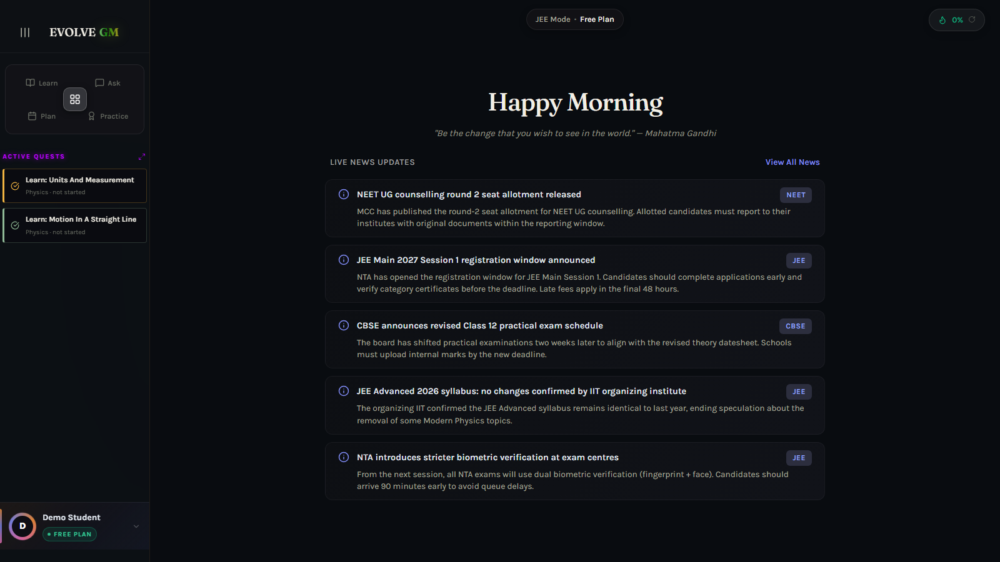 EVOLVE GM
Learn
Ask
Plan
Practice
ACTIVE QUESTS
Learn: Units And Measurement
Physics · not started
Learn: Motion In A Straight Line
Physics · not started
D
Demo Student
FREE PLAN
JEE Mode • Free Plan
0%
Happy Morning
"Be the change that you wish to see in the world." — Mahatma Gandhi
LIVE NEWS UPDATES
View All News
NEET UG counselling round 2 seat allotment released
NEET
MCC has published the round-2 seat allotment for NEET UG counselling. Allotted candidates must report to their
institutes with original documents within the reporting window.
JEE Main 2027 Session 1 registration window announced
JEE
NTA has opened the registration window for JEE Main Session 1. Candidates should complete applications early and
verify category certificates before the deadline. Late fees apply in the final 48 hours.
CBSE announces revised Class 12 practical exam schedule
CBSE
The board has shifted practical examinations two weeks later to align with the revised theory datesheet. Schools
must upload internal marks by the new deadline.
JEE Advanced 2026 syllabus: no changes confirmed by IIT organizing institute
JEE
The organizing IIT confirmed the JEE Advanced syllabus remains identical to last year, ending speculation about the
removal of some Modern Physics topics.
NTA introduces stricter biometric verification at exam centres
JEE
From the next session, all NTA exams will use dual biometric verification (fingerprint + face). Candidates should
arrive 90 minutes early to avoid queue delays.